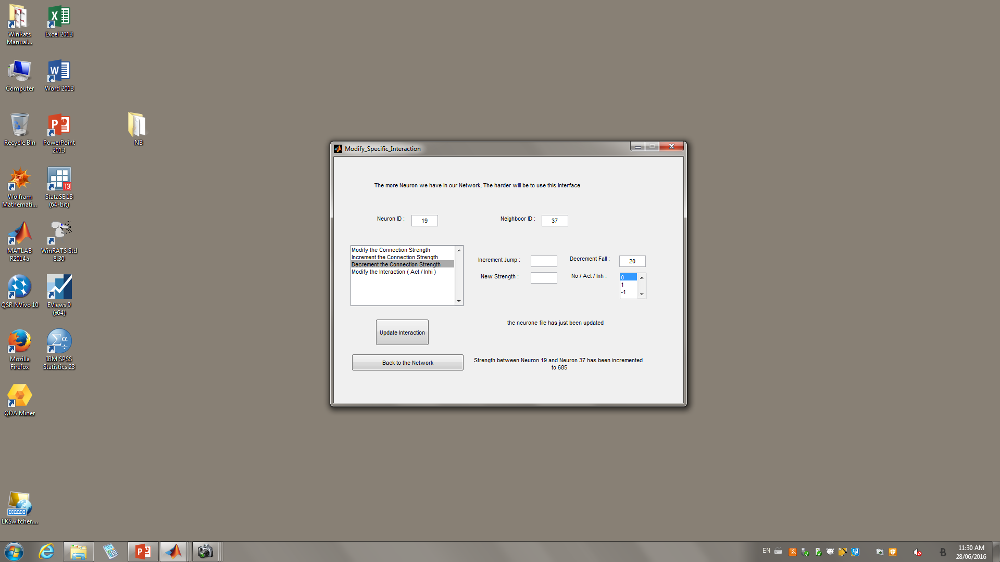 WinRats
Manual...
Excel 2013
Computer
Word 2013
Recycle Bin
PowerPoint
2013
NB
Wolfram
Mathemati...
StataSE 13
(64-bit)
MATLAB
R2014a
WinRATS Std
8.30
QSR NVivo 10
EViews 9
(x64)
Mozilla
Firefox
IBM SPSS
Statistics 23
QDA Miner
LKSwitcher....
Modify_Specific_Interaction
The more Neuron we have in our Network, The harder will be to use this Interface
Neuron ID : 19
Neighboor ID : 37
Modify the Connection Strength
Increment the Connection Strength
Decrement the Connection Strength
Modify the Interaction ( Act / Inhi )
Increment Jump :
Decrement Fall : 20
New Strength :
No / Act / Inh :
0
1
-1
Update Interaction
the neurone file has just been updated
Back to the Network
Strength between Neuron 19 and Neuron 37 has been incremented
to 685
EN
11:30 AM
28/06/2016